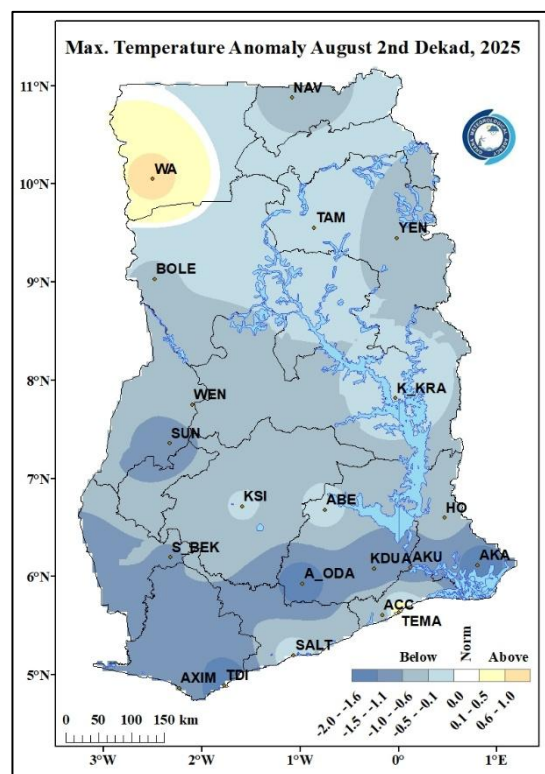 Max. Temperature Anomaly August 2nd Dekad, 2025
11°N
NAV
WA
10°N
TAM
YEN
9°N
BOLE
8°N
K_KRA
WEN
SUN
7°N
KSI
ABE
HO
S_BEK
KDUA
AKU
AKA
6°N
A_ODA
ACC
TEMA
SALT
Below
Norm
Above
5°N
AXIM
TDI
-2.0 - -1.6
-1.5 - -1.1
-1.0 - -0.6
-0.5 - -0.1
0.0
0.1 - 0.5
0.6 - 1.0
0 50 100 150 km
3°W 2°W 1°W 0° 1°E